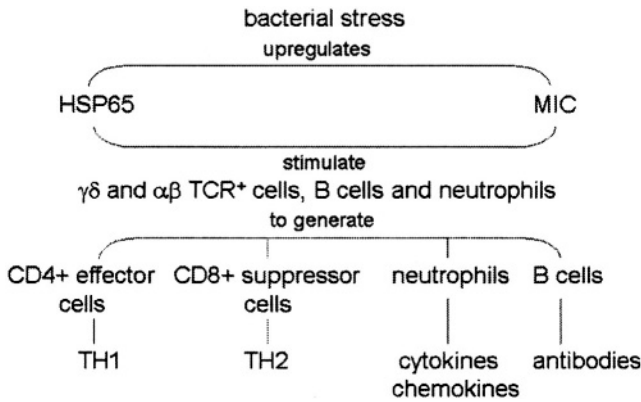 bacterial stress
upregulates
HSP65 MIC
stimulate
γδ and αβ TCR⁺ cells, B cells and neutrophils
to generate
CD4+ effector cells CD8+ suppressor cells neutrophils B cells
TH1 TH2 cytokines chemokines antibodies